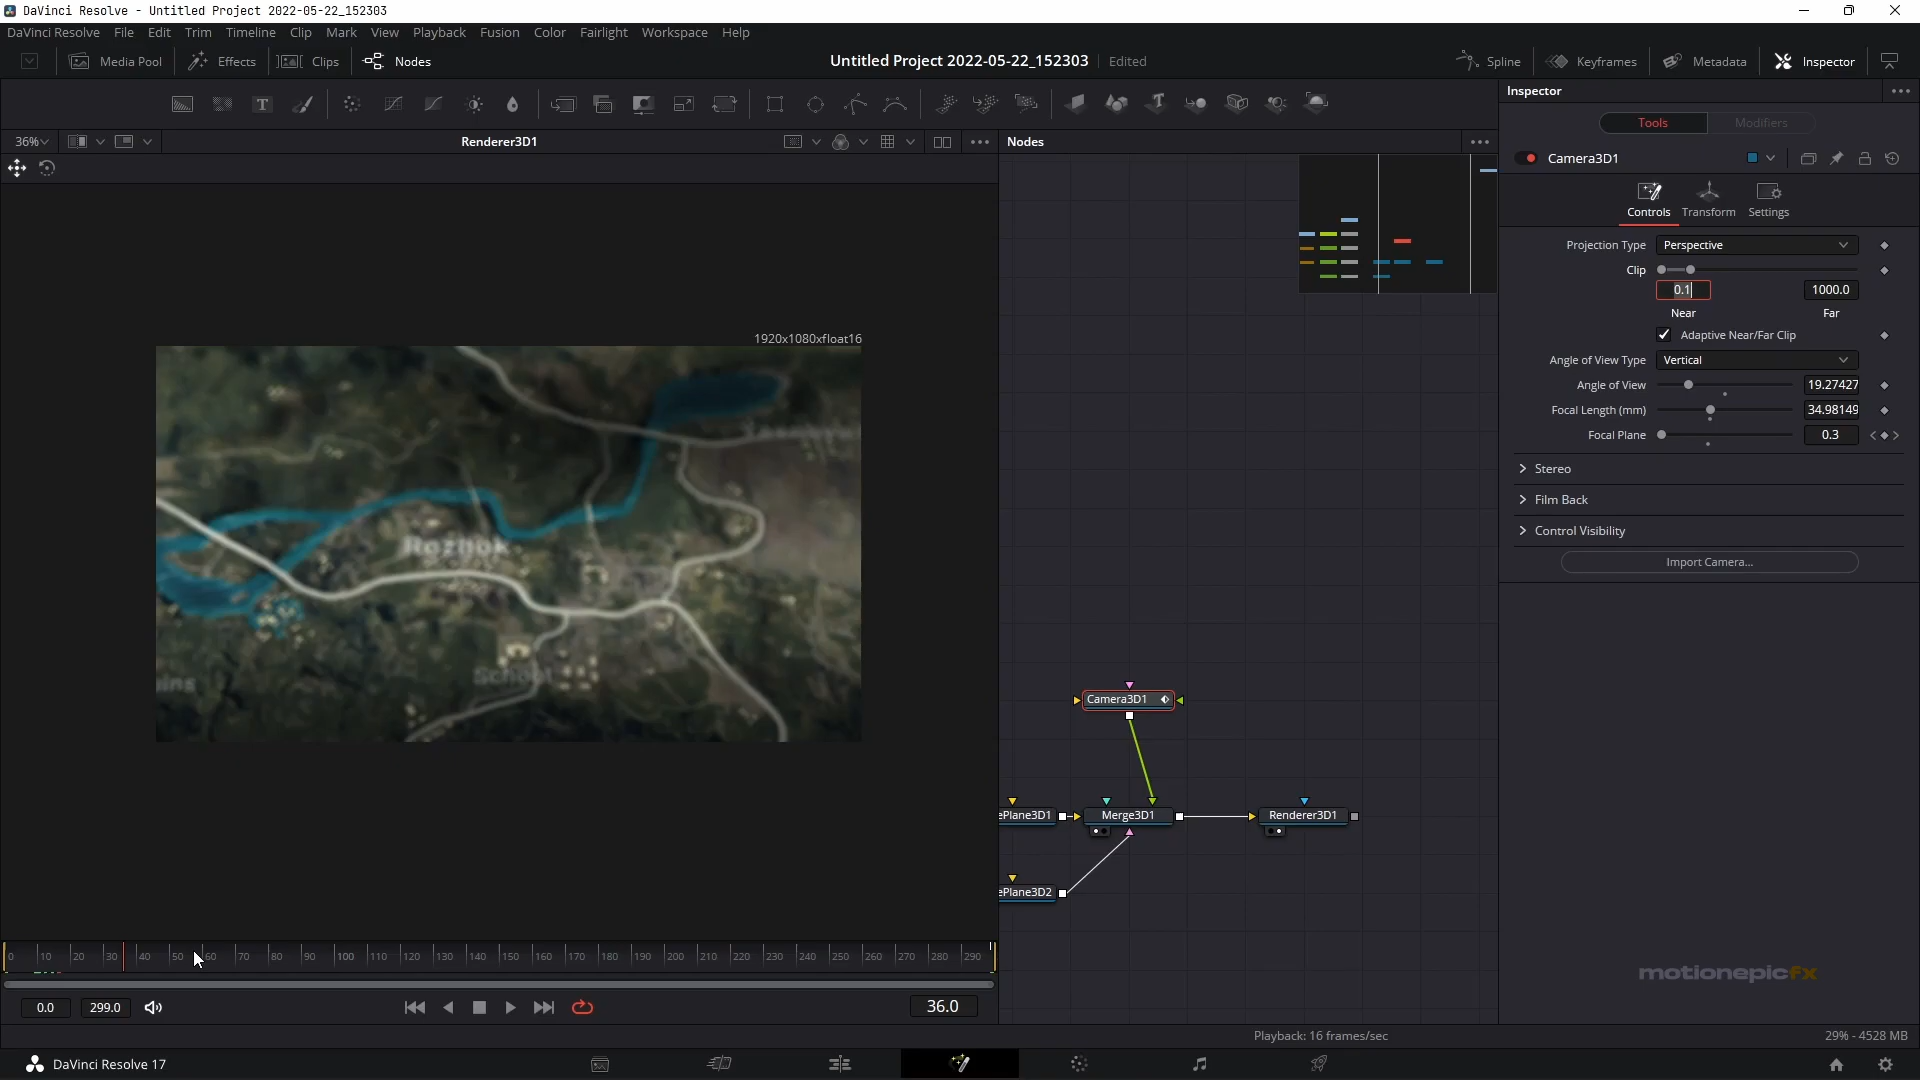 DaVinci Resolve - Untitled Project 2022-05-22_152303
DaVinci Resolve File Edit Trim Timeline Clip Mark View Playback Fusion Color Fairlight Workspace Help
Media Pool Effects Clips Nodes Untitled Project 2022-05-22_152303 Edited Spline Keyframes Metadata Inspector
Inspector
36% Renderer3D1 Nodes
Tools Modifiers
Camera3D1
Controls Transform Settings
Projection Type Perspective
Clip
0.1 1000.0
Near Far
Adaptive Near/Far Clip
Angle of View Type Vertical
Angle of View 19.27427
Focal Length (mm) 34.98149
Focal Plane 0.3
Stereo
Film Back
Control Visibility
Import Camera...
1920x1080xfloat16
Rozhok
School
ins
Camera3D1
ePlane3D1 Merge3D1 Renderer3D1
ePlane3D2
0 10 20 30 40 50 60 70 80 90 100 110 120 130 140 150 160 170 180 190 200 210 220 230 240 250 260 270 280 290
0.0 299.0 36.0
motionepicfx
Playback: 16 frames/sec 29% - 4528 MB
DaVinci Resolve 17